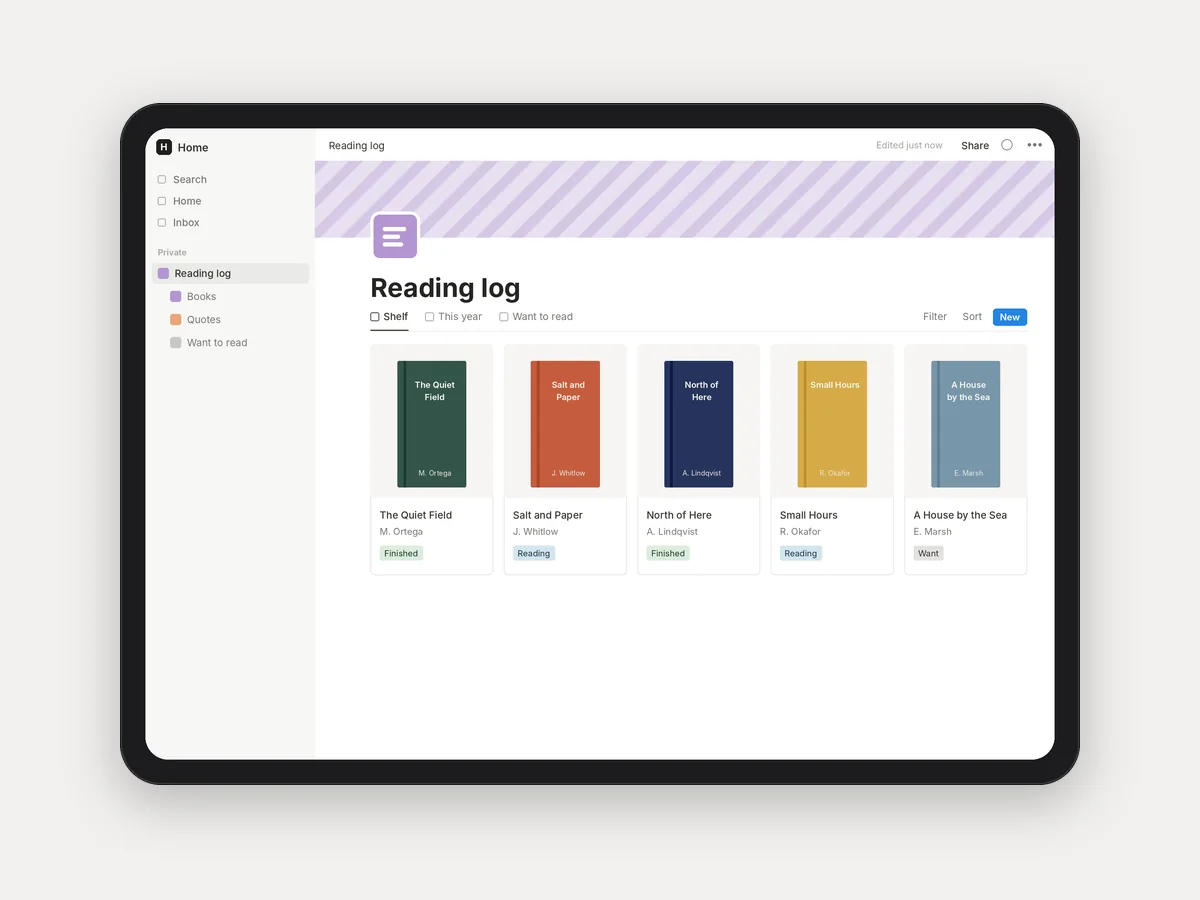 H Home
Search
Home
Inbox
Private
Reading log
Books
Quotes
Want to read
Reading log
Edited just now
Share
Reading log
Shelf
This year
Want to read
Filter
Sort
New
The Quiet
Field
M. Ortega
The Quiet Field
M. Ortega
Finished
Salt and
Paper
J. Whitlow
Salt and Paper
J. Whitlow
Reading
North of
Here
A. Lindqvist
North of Here
A. Lindqvist
Finished
Small Hours
R. Okafor
Small Hours
R. Okafor
Reading
A House
by the Sea
E. Marsh
A House by the Sea
E. Marsh
Want